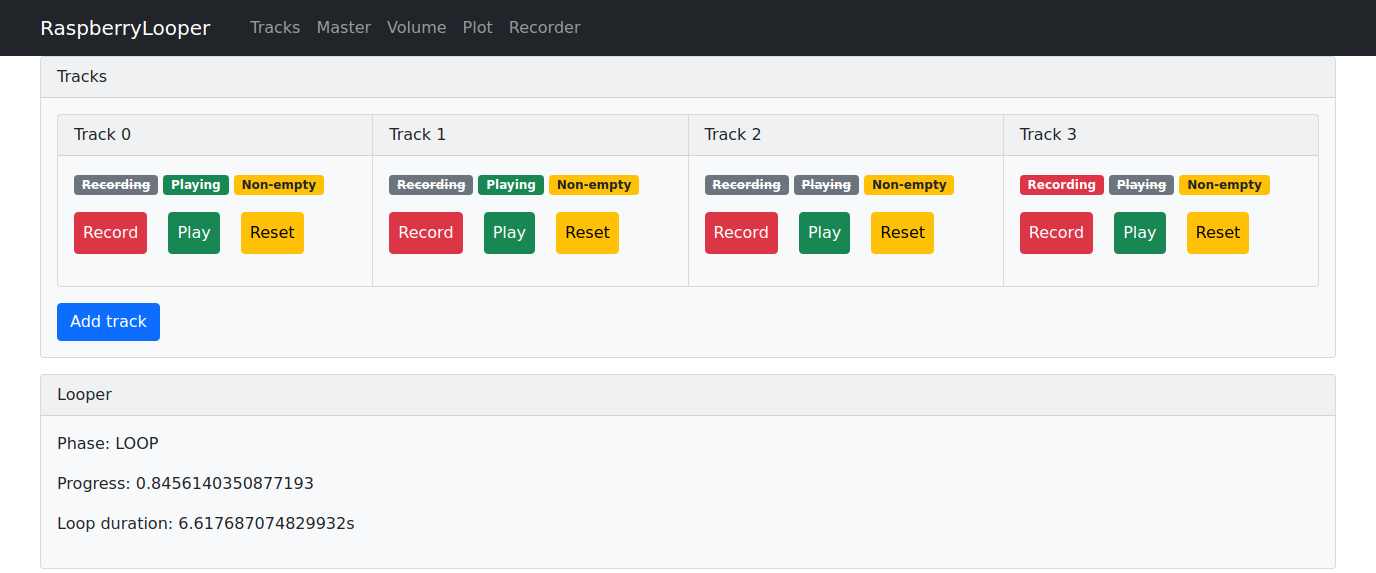 RaspberryLooper Tracks Master Volume Plot Recorder
Tracks
Track 0 Track 1 Track 2 Track 3
Recording Playing Non-empty Recording Playing Non-empty Recording Playing Non-empty Recording Playing Non-empty
Record Play Reset Record Play Reset Record Play Reset Record Play Reset
Add track
Looper
Phase: LOOP
Progress: 0.8456140350877193
Loop duration: 6.617687074829932s